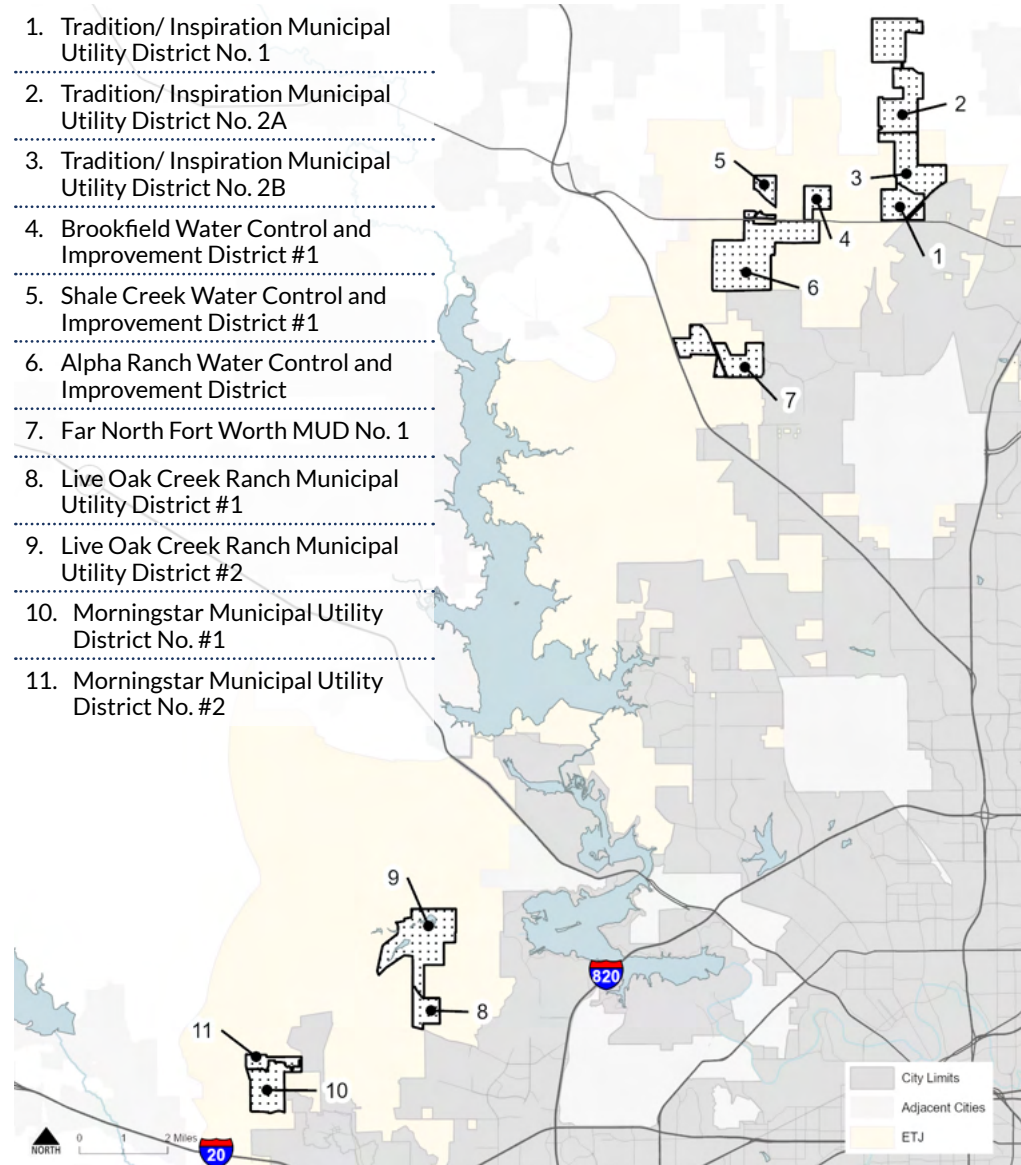 1. Tradition/ Inspiration Municipal
Utility District No. 1
2. Tradition/ Inspiration Municipal
Utility District No. 2A
3. Tradition/ Inspiration Municipal
Utility District No. 2B
4. Brookfield Water Control and
Improvement District #1
5. Shale Creek Water Control and
Improvement District #1
6. Alpha Ranch Water Control and
Improvement District
7. Far North Fort Worth MUD No. 1
8. Live Oak Creek Ranch Municipal
Utility District #1
9. Live Oak Creek Ranch Municipal
Utility District #2
10. Morningstar Municipal Utility
District No. #1
11. Morningstar Municipal Utility
District No. #2
2
5
3
4
1
6
7
9
820
8
11
10
City Limits
Adjacent Cities
ETJ
NORTH
0 1 2 Miles
20